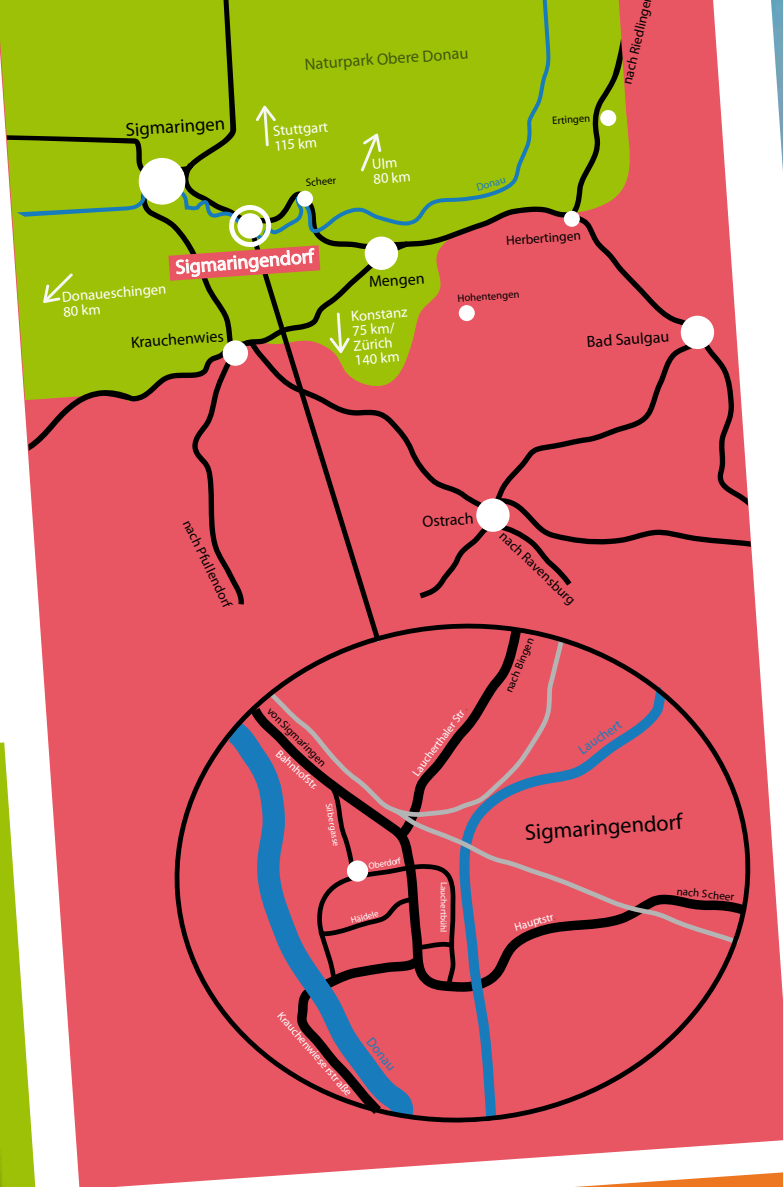 nach Riedlingen
Naturpark Obere Donau
Sigmaringen
Stuttgart
115 km
Ertingen
Ulm
80 km
Scheer
Donau
Sigmaringendorf
Herbertingen
Mengen
Donaueschingen
80 km
Hohentengen
Konstanz
75 km/
Zürich
140 km
Krauchenwies
Bad Saulgau
Ostrach
nach Pfullendorf
nach Ravensburg
nach Bingen
von Sigmaringen
Bahnhofstr.
Laucherthaler Str.
Lauchert
Silbergasse
Sigmaringendorf
Oberdorf
Lauchertbühl
nach Scheer
Häldele
Hauptstr
Krauchenwieserstraße
Donau